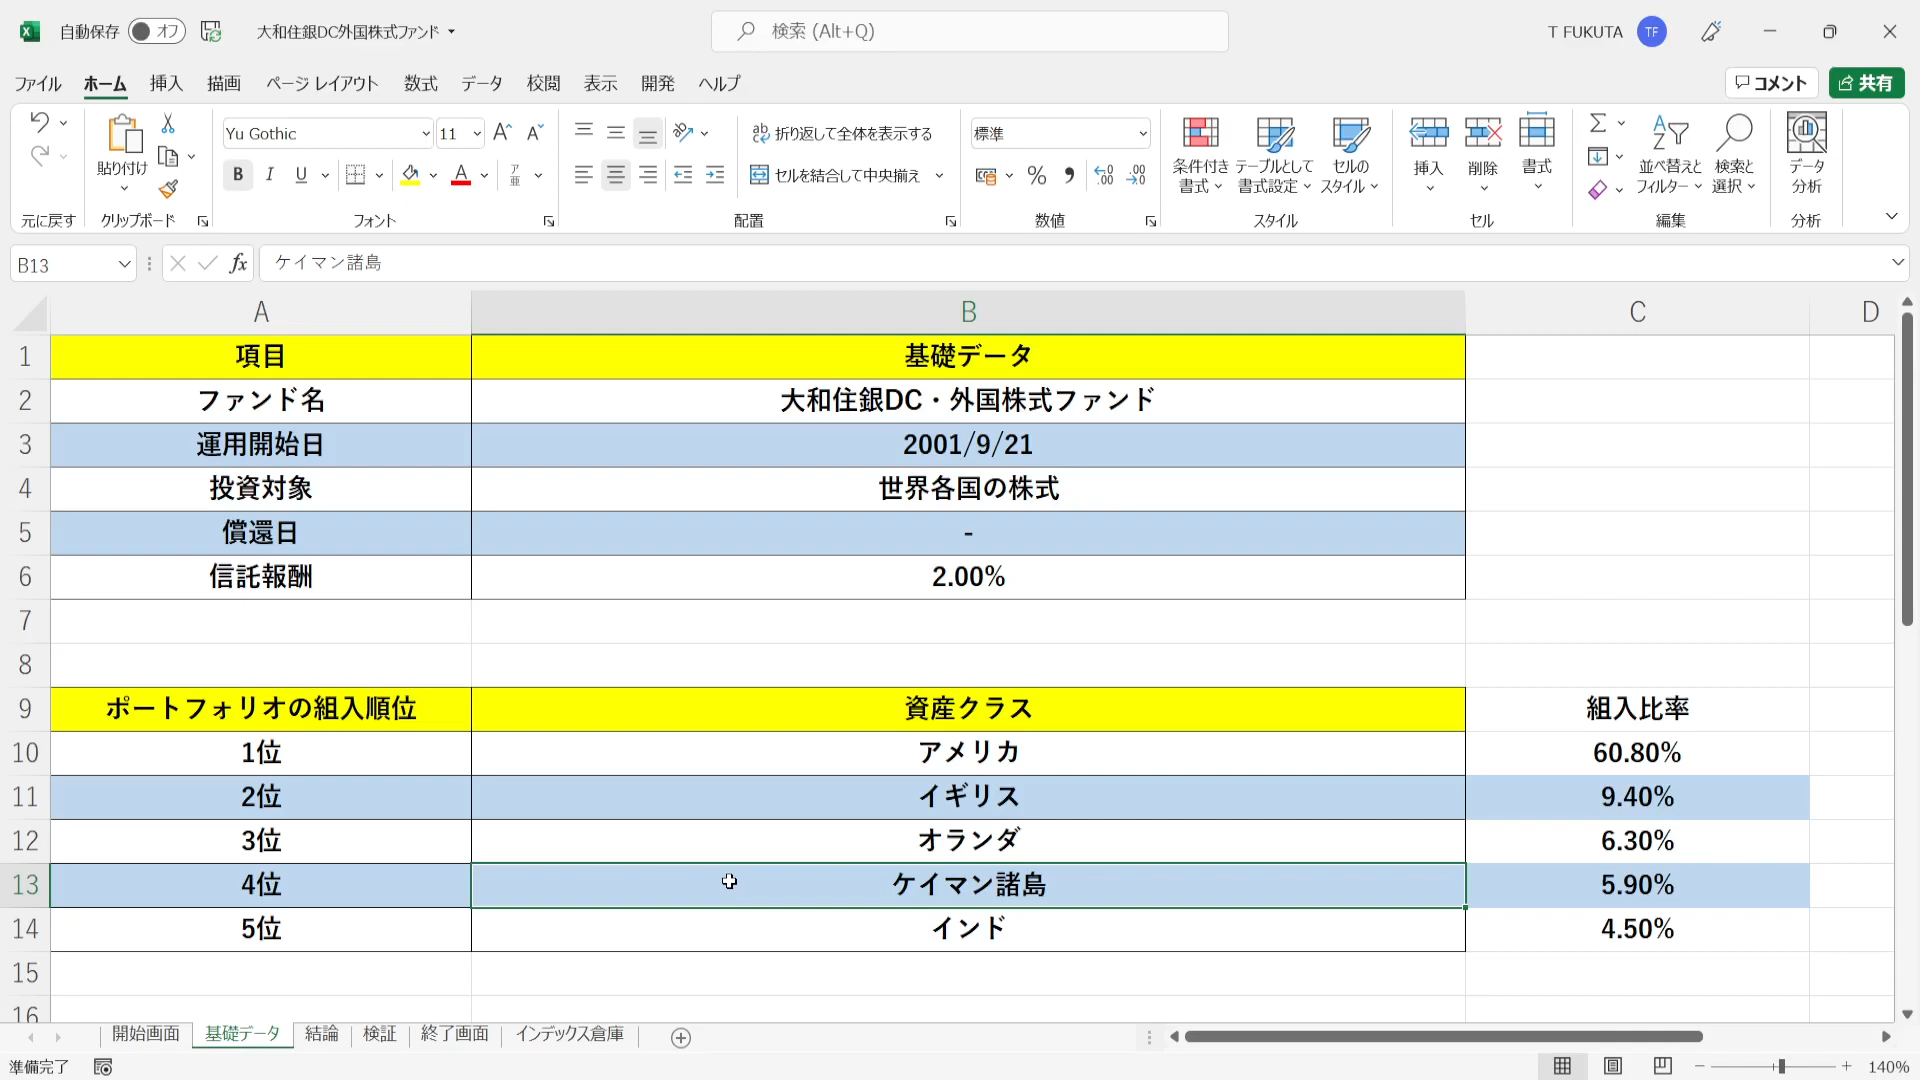 自動保存 オフ 大和住銀DC外国株式ファンド 検索 (Alt+Q) T FUKUTA TF
ファイル ホーム 挿入 描画 ページ レイアウト 数式 データ 校閲 表示 開発 ヘルプ コメント 共有
Yu Gothic 11 折り返して全体を表示する 標準
貼り付け B I U セルを結合して中央揃え
条件付き書式 テーブルとして書式設定 セルのスタイル 挿入 削除 書式 並べ替えとフィルター 検索と選択 データ分析
元に戻す クリップボード フォント 配置 数値 スタイル セル 編集 分析
B13 fx ケイマン諸島
A B C D
1 項目 基礎データ
2 ファンド名 大和住銀DC・外国株式ファンド
3 運用開始日 2001/9/21
4 投資対象 世界各国の株式
5 償還日 -
6 信託報酬 2.00%
7
8
9 ポートフォリオの組入順位 資産クラス 組入比率
10 1位 アメリカ 60.80%
11 2位 イギリス 9.40%
12 3位 オランダ 6.30%
13 4位 ケイマン諸島 5.90%
14 5位 インド 4.50%
15
16
開始画面 基礎データ 結論 検証 終了画面 インデックス倉庫
準備完了 140%